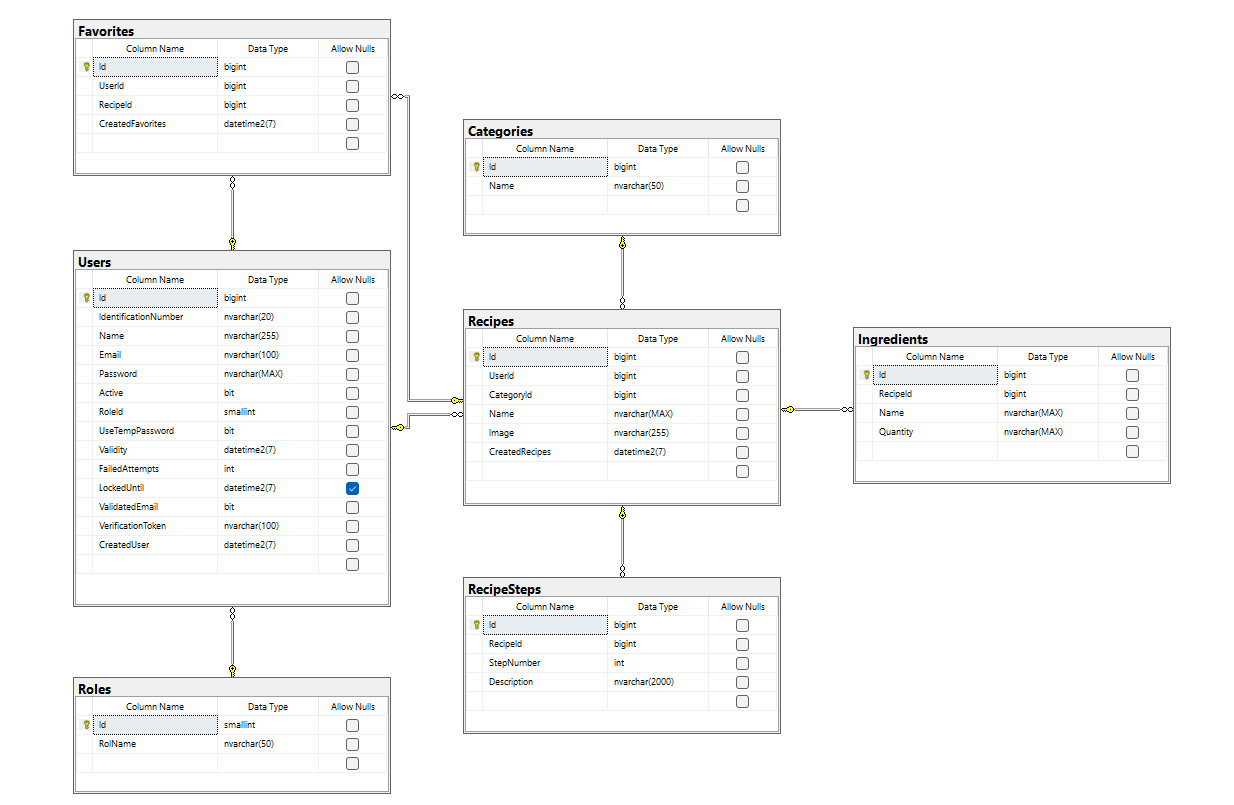 Favorites
Column Name Data Type Allow Nulls
Id bigint
UserId bigint
RecipeId bigint
CreatedFavorites datetime2(7)
Users
Column Name Data Type Allow Nulls
Id bigint
IdentificationNumber nvarchar(20)
Name nvarchar(255)
Email nvarchar(100)
Password nvarchar(MAX)
Active bit
RoleId smallint
UseTempPassword bit
Validity datetime2(7)
FailedAttempts int
LockedUntil datetime2(7)
ValidatedEmail bit
VerificationToken nvarchar(100)
CreatedUser datetime2(7)
Roles
Column Name Data Type Allow Nulls
Id smallint
RolName nvarchar(50)
Categories
Column Name Data Type Allow Nulls
Id bigint
Name nvarchar(50)
Recipes
Column Name Data Type Allow Nulls
Id bigint
UserId bigint
CategoryId bigint
Name nvarchar(MAX)
Image nvarchar(255)
CreatedRecipes datetime2(7)
RecipeSteps
Column Name Data Type Allow Nulls
Id bigint
RecipeId bigint
StepNumber int
Description nvarchar(2000)
Ingredients
Column Name Data Type Allow Nulls
Id bigint
RecipeId bigint
Name nvarchar(MAX)
Quantity nvarchar(MAX)